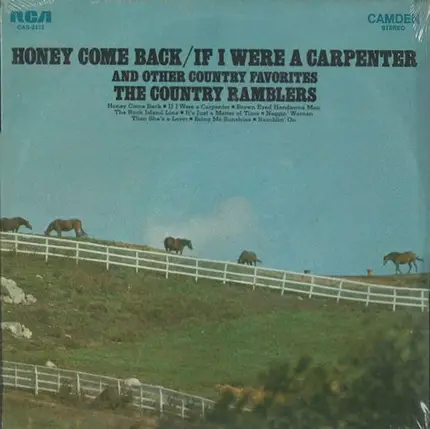 RCA
CAS-2415
CAMDEN
STEREO
HONEY COME BACK/IF I WERE A CARPENTER
AND OTHER COUNTRY FAVORITES
THE COUNTRY RAMBLERS
Honey Come Back • If I Were a Carpenter • Brown Eyed Handsome Man
The Rock Island Line • It's Just a Matter of Time • Naggin' Woman
Then She's a Lover • Bring Me Sunshine • Ramblin' On